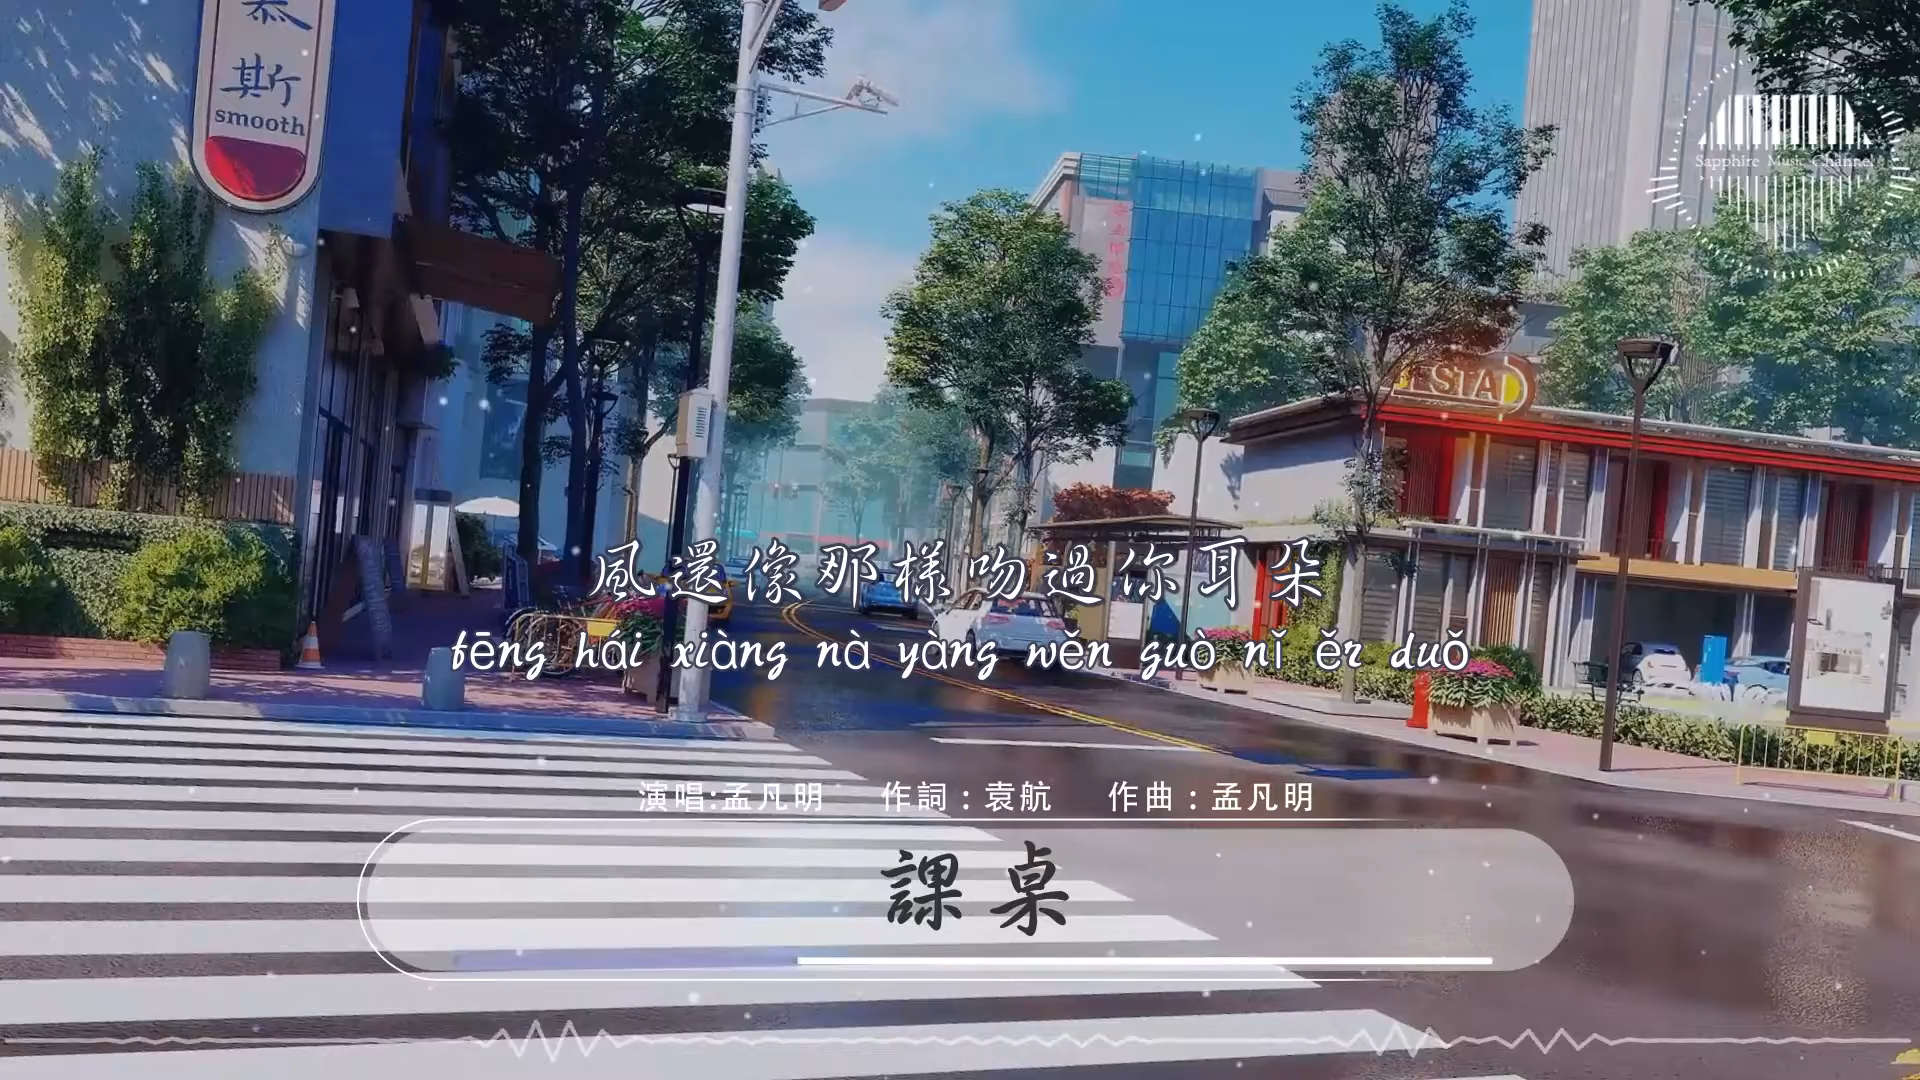 慕
斯
smooth
Sapphire Music Channel
風還像那樣吻過你耳朵
fēng hái xiàng nà yàng wěn guò nǐ ěr duǒ
演唱:孟凡明 作詞：袁航 作曲：孟凡明
課桌